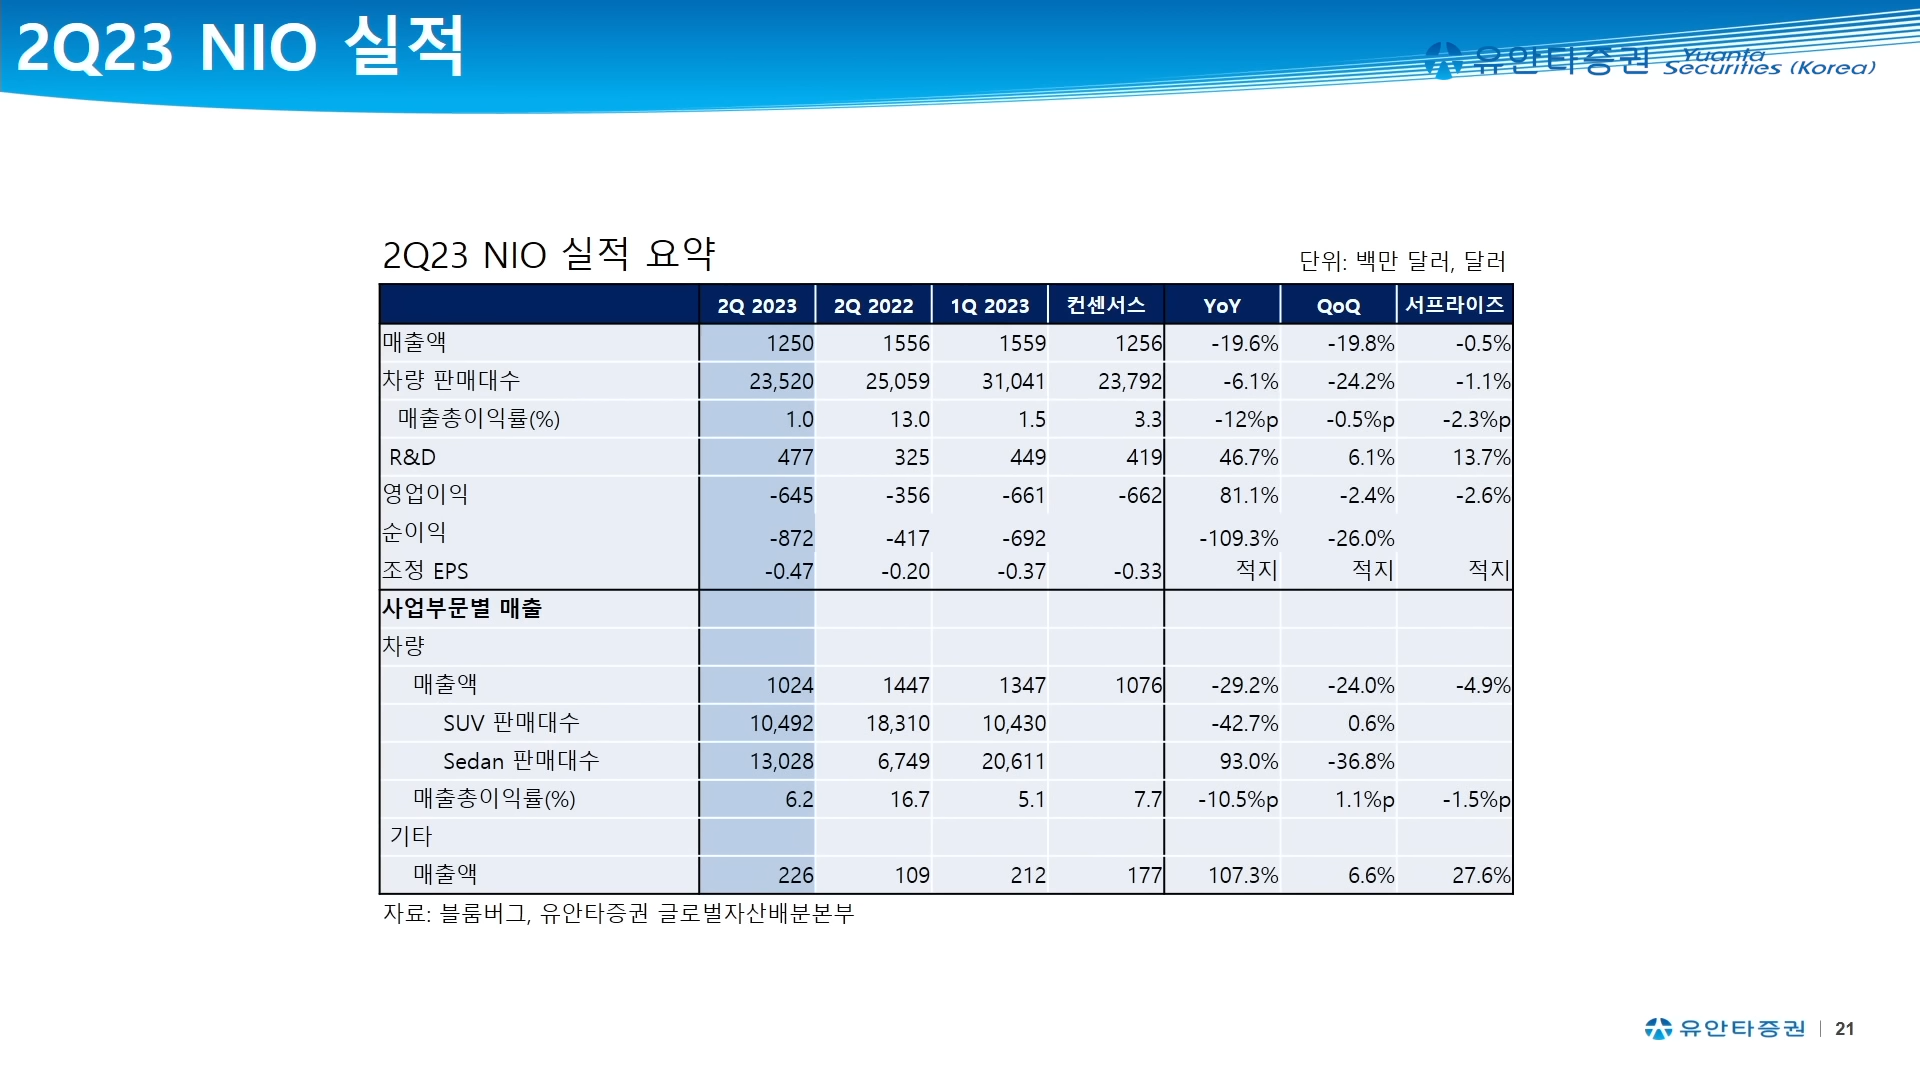 2Q23 NIO 실적
유안타증권 Yuanta Securities (Korea)
2Q23 NIO 실적 요약
단위: 백만 달러, 달러
2Q 2023 2Q 2022 1Q 2023 컨센서스 YoY QoQ 서프라이즈
매출액 1250 1556 1559 1256 -19.6% -19.8% -0.5%
차량 판매대수 23,520 25,059 31,041 23,792 -6.1% -24.2% -1.1%
매출총이익률(%) 1.0 13.0 1.5 3.3 -12%p -0.5%p -2.3%p
R&D 477 325 449 419 46.7% 6.1% 13.7%
영업이익 -645 -356 -661 -662 81.1% -2.4% -2.6%
순이익 -872 -417 -692 -109.3% -26.0%
조정 EPS -0.47 -0.20 -0.37 -0.33 적지 적지 적지
사업부문별 매출
차량
매출액 1024 1447 1347 1076 -29.2% -24.0% -4.9%
SUV 판매대수 10,492 18,310 10,430 -42.7% 0.6%
Sedan 판매대수 13,028 6,749 20,611 93.0% -36.8%
매출총이익률(%) 6.2 16.7 5.1 7.7 -10.5%p 1.1%p -1.5%p
기타
매출액 226 109 212 177 107.3% 6.6% 27.6%
자료: 블룸버그, 유안타증권 글로벌자산배분본부
유안타증권 | 21